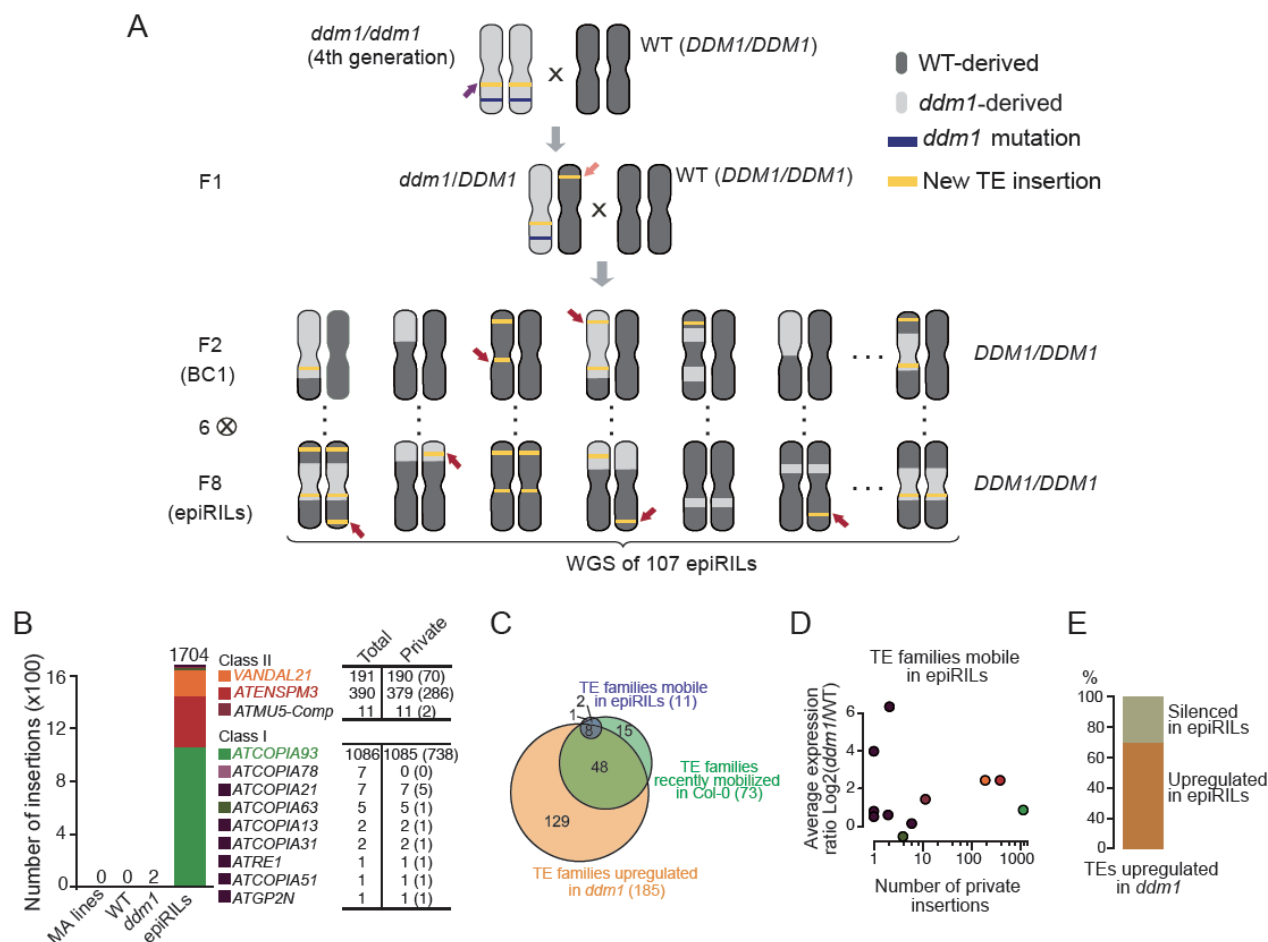 A
ddm1/ddm1
(4th generation)
x
WT (DDM1/DDM1)
WT-derived
ddm1-derived
ddm1 mutation
New TE insertion
F1
ddm1/DDM1
x
WT (DDM1/DDM1)
F2
(BC1)
. . .
DDM1/DDM1
6 ⊗
F8
(epiRILs)
. . .
DDM1/DDM1
WGS of 107 epiRILs
B
Number of insertions (x100)
16
12
8
4
0
0
0
2
1704
MA lines
WT
ddm1
epiRILs
Total
Private
Class II
VANDAL21 191 190 (70)
ATENSPM3 390 379 (286)
ATMU5-Comp 11 11 (2)
Class I
ATCOPIA93 1086 1085 (738)
ATCOPIA78 7 0 (0)
ATCOPIA21 7 7 (5)
ATCOPIA63 5 5 (1)
ATCOPIA13 2 2 (1)
ATCOPIA31 2 2 (1)
ATRE1 1 1 (1)
ATCOPIA51 1 1 (1)
ATGP2N 1 1 (1)
C
TE families mobile
in epiRILs (11)
2
1
8
15
48
TE families
recently mobilized
in Col-0 (73)
129
TE families upregulated
in ddm1 (185)
D
TE families mobile
in epiRILs
Average expression
ratio Log2(ddm1/WT)
6
4
2
0
1
10
100
1000
Number of private
insertions
E
%
100
80
60
40
20
0
Silenced
in epiRILs
Upregulated
in epiRILs
TEs upregulated
in ddm1